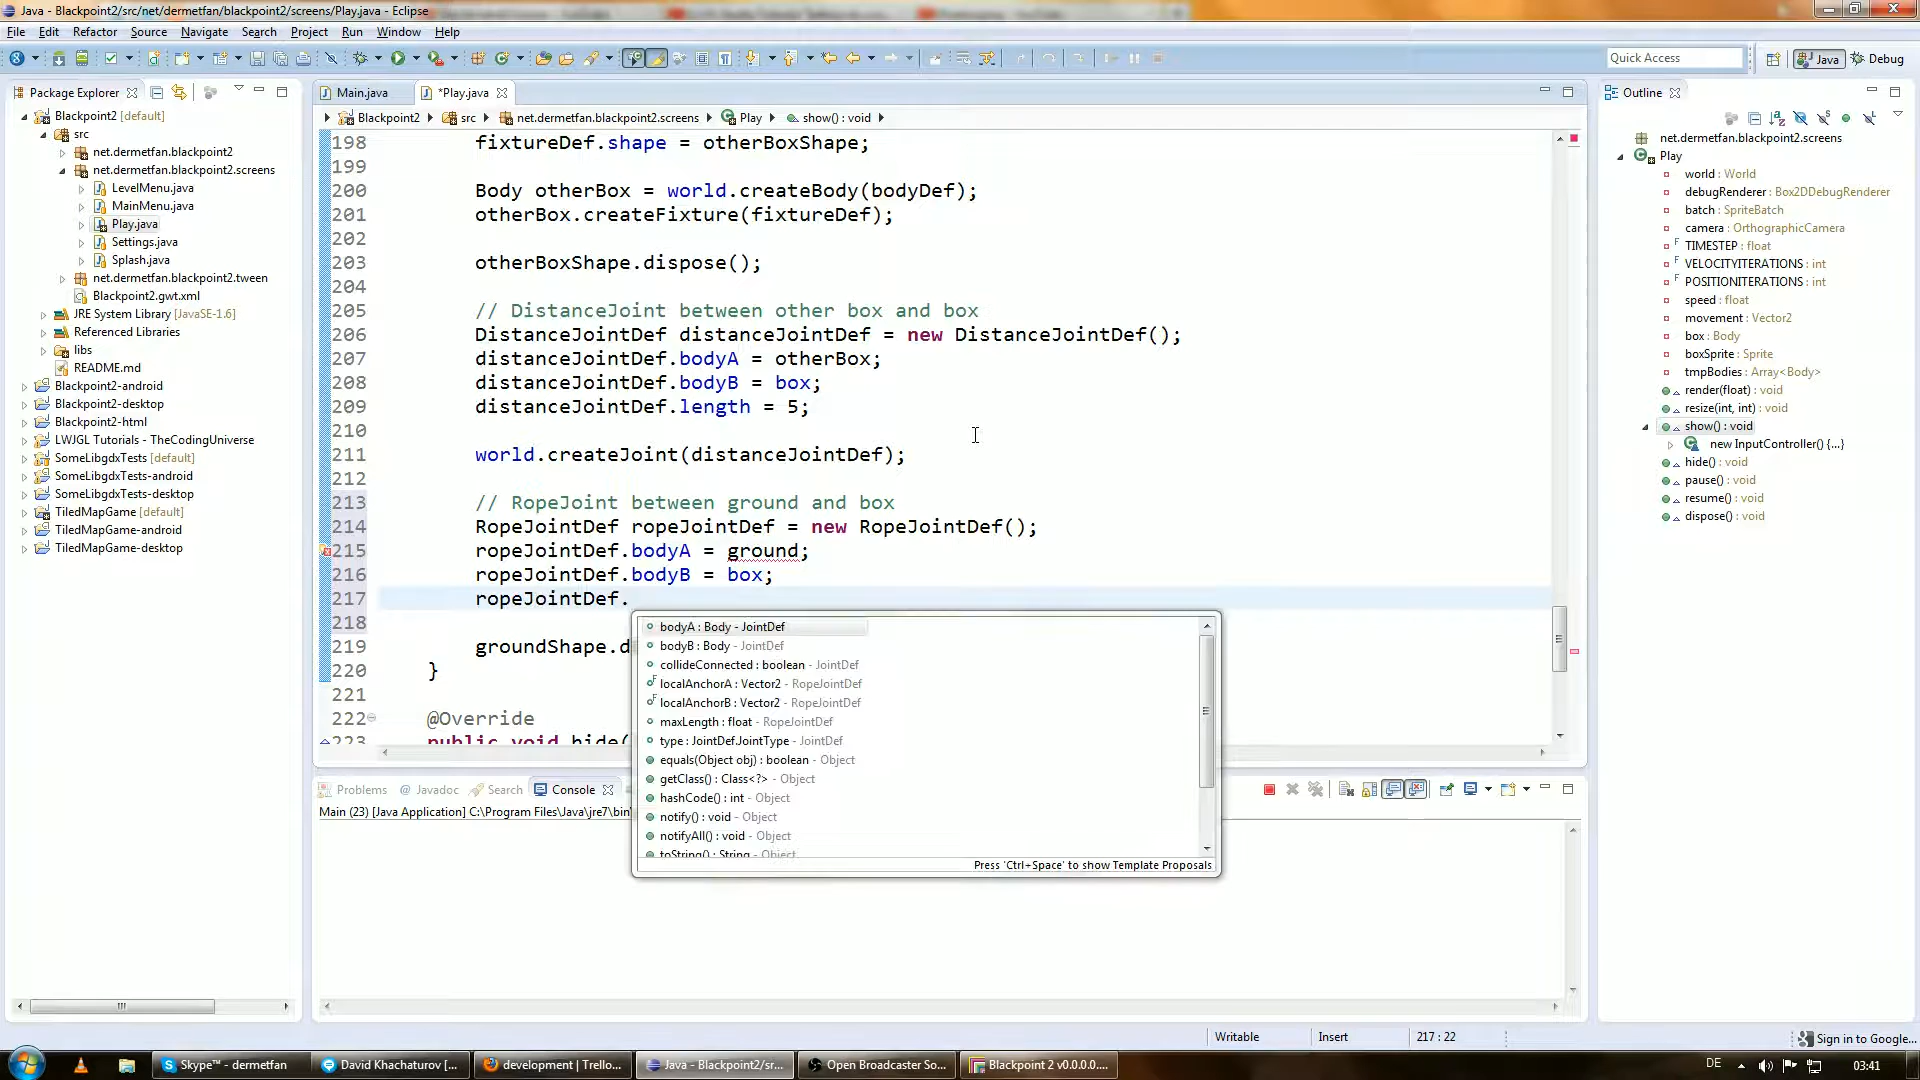 Java - Blackpoint2/src/net/dermetfan/blackpoint2/screens/Play.java - Eclipse
File Edit Refactor Source Navigate Search Project Run Window Help
Quick Access
Java
Debug
Package Explorer
Main.java
*Play.java
Outline
Blackpoint2 src net.dermetfan.blackpoint2.screens Play show() : void
Blackpoint2 [default]
src
net.dermetfan.blackpoint2
net.dermetfan.blackpoint2.screens
LevelMenu.java
MainMenu.java
Play.java
Settings.java
Splash.java
net.dermetfan.blackpoint2.tween
Blackpoint2.gwt.xml
JRE System Library [JavaSE-1.6]
Referenced Libraries
libs
README.md
Blackpoint2-android
Blackpoint2-desktop
Blackpoint2-html
LWJGL Tutorials - TheCodingUniverse
SomeLibgdxTests [default]
SomeLibgdxTests-android
SomeLibgdxTests-desktop
TiledMapGame [default]
TiledMapGame-android
TiledMapGame-desktop
198 fixtureDef.shape = otherBoxShape;
199
200 Body otherBox = world.createBody(bodyDef);
201 otherBox.createFixture(fixtureDef);
202
203 otherBoxShape.dispose();
204
205 // DistanceJoint between other box and box
206 DistanceJointDef distanceJointDef = new DistanceJointDef();
207 distanceJointDef.bodyA = otherBox;
208 distanceJointDef.bodyB = box;
209 distanceJointDef.length = 5;
210
211 world.createJoint(distanceJointDef);
212
213 // RopeJoint between ground and box
214 RopeJointDef ropeJointDef = new RopeJointDef();
215 ropeJointDef.bodyA = ground;
216 ropeJointDef.bodyB = box;
217 ropeJointDef.
218
219 groundShape.d
220 }
221
222 @Override
223 public void hide(
bodyA : Body - JointDef
bodyB : Body - JointDef
collideConnected : boolean - JointDef
localAnchorA : Vector2 - RopeJointDef
localAnchorB : Vector2 - RopeJointDef
maxLength : float - RopeJointDef
type : JointDef.JointType - JointDef
equals(Object obj) : boolean - Object
getClass() : Class<?> - Object
hashCode() : int - Object
notify() : void - Object
notifyAll() : void - Object
toString() : String - Object
Press 'Ctrl+Space' to show Template Proposals
net.dermetfan.blackpoint2.screens
Play
world : World
debugRenderer : Box2DDebugRenderer
batch : SpriteBatch
camera : OrthographicCamera
TIMESTEP : float
VELOCITYITERATIONS : int
POSITIONITERATIONS : int
speed : float
movement : Vector2
box : Body
boxSprite : Sprite
tmpBodies : Array<Body>
render(float) : void
resize(int, int) : void
show() : void
new InputController() {...}
hide() : void
pause() : void
resume() : void
dispose() : void
Problems
@ Javadoc
Search
Console
Main (23) [Java Application] C:\Program Files\Java\jre7\bin\
Writable
Insert
217 : 22
Sign in to Google...
Skype™ - dermetfan
David Khachaturov [...
development | Trello...
Java - Blackpoint2/sr...
Open Broadcaster So...
Blackpoint 2 v0.0.0.0...
DE
03:41